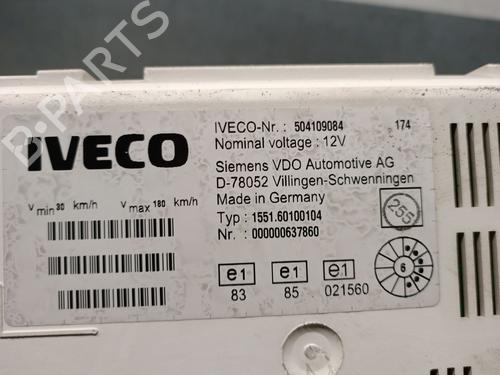 B-PARTS
IVECO
IVECO-Nr. : 504109084 174
Nominal voltage : 12V
Siemens VDO Automotive AG
D-78052 Villingen-Schwenningen
Made in Germany
Typ : 1551.60100104
Nr. : 000000637860
V min 30 km/h V max 180 km/h
255
e1 e1 e1
83 85 021560
6